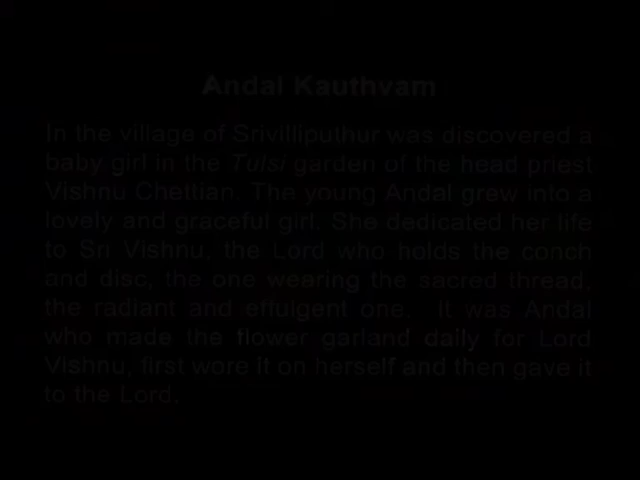 Andal Kauthvam
In the village of Srivilliputhur was discovered a
baby girl in the Tulsi garden of the head priest
Vishnu Chettian. The young Andal grew into a
lovely and graceful girl. She dedicated her life
to Sri Vishnu, the Lord who holds the conch
and disc, the one wearing the sacred thread,
the radiant and effulgent one. It was Andal
who made the flower garland daily for Lord
Vishnu, first wore it on herself and then gave it
to the Lord.